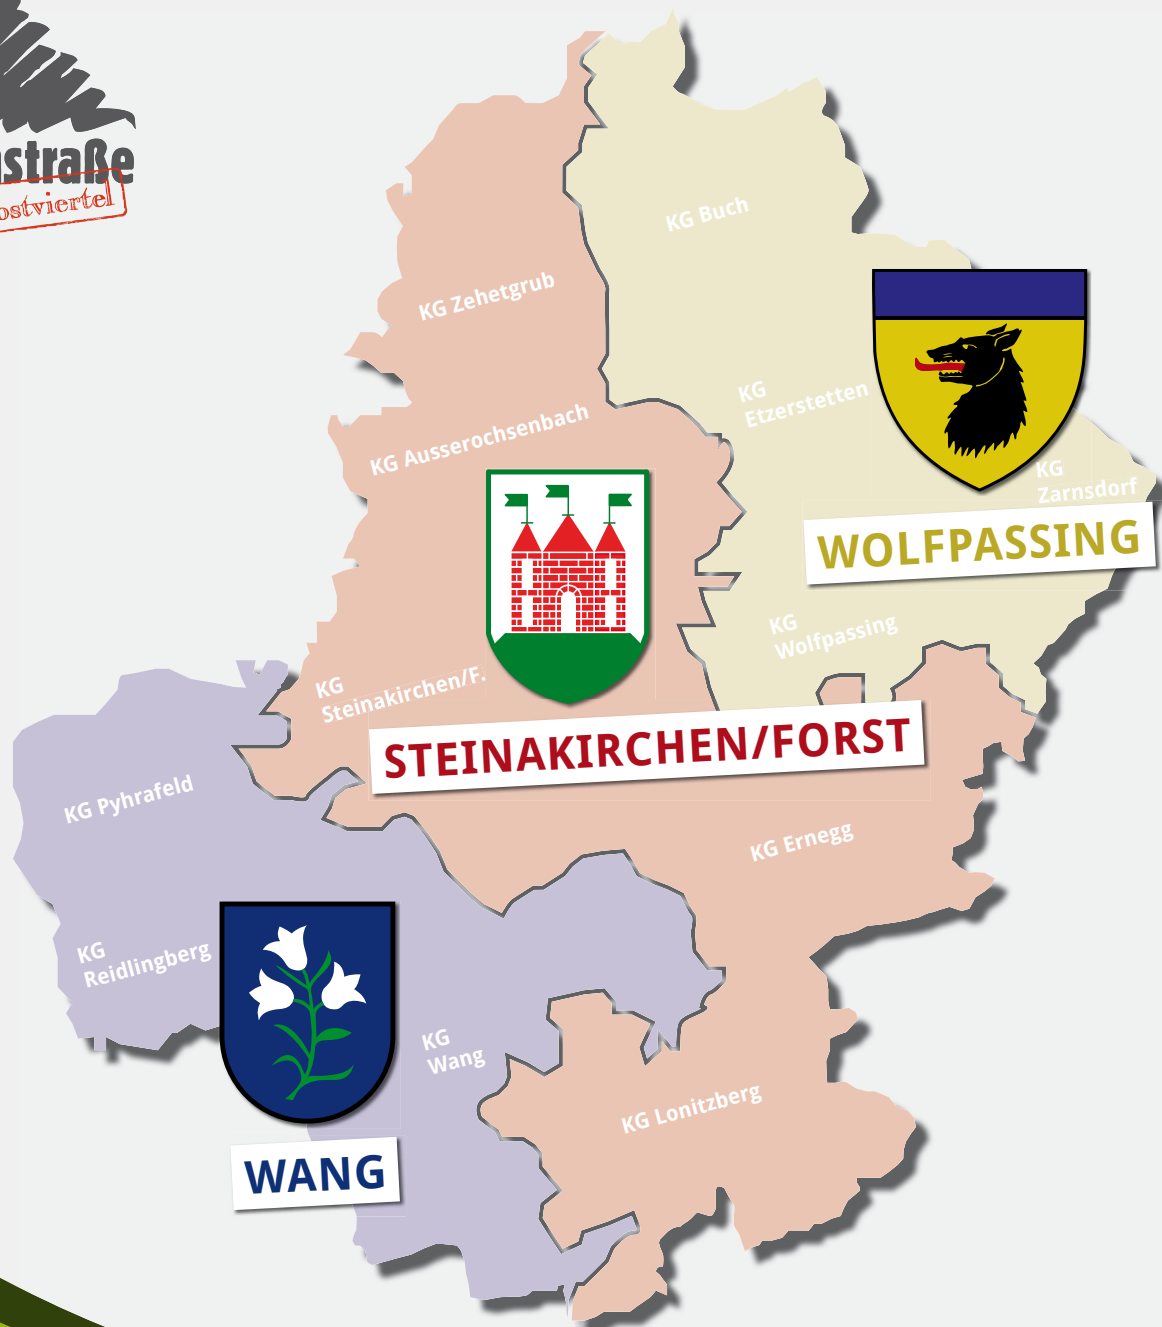 straße
ostviertel
KG Buch
KG Zehetgrub
KG
Etzerstetten
KG Ausserochsenbach
KG
Zarnsdorf
WOLFPASSING
KG
Wolfpassing
KG
Steinakirchen/F.
STEINAKIRCHEN/FORST
KG Pyhrafeld
KG Ernegg
KG
Reidlingberg
KG
Wang
KG Lonitzberg
WANG